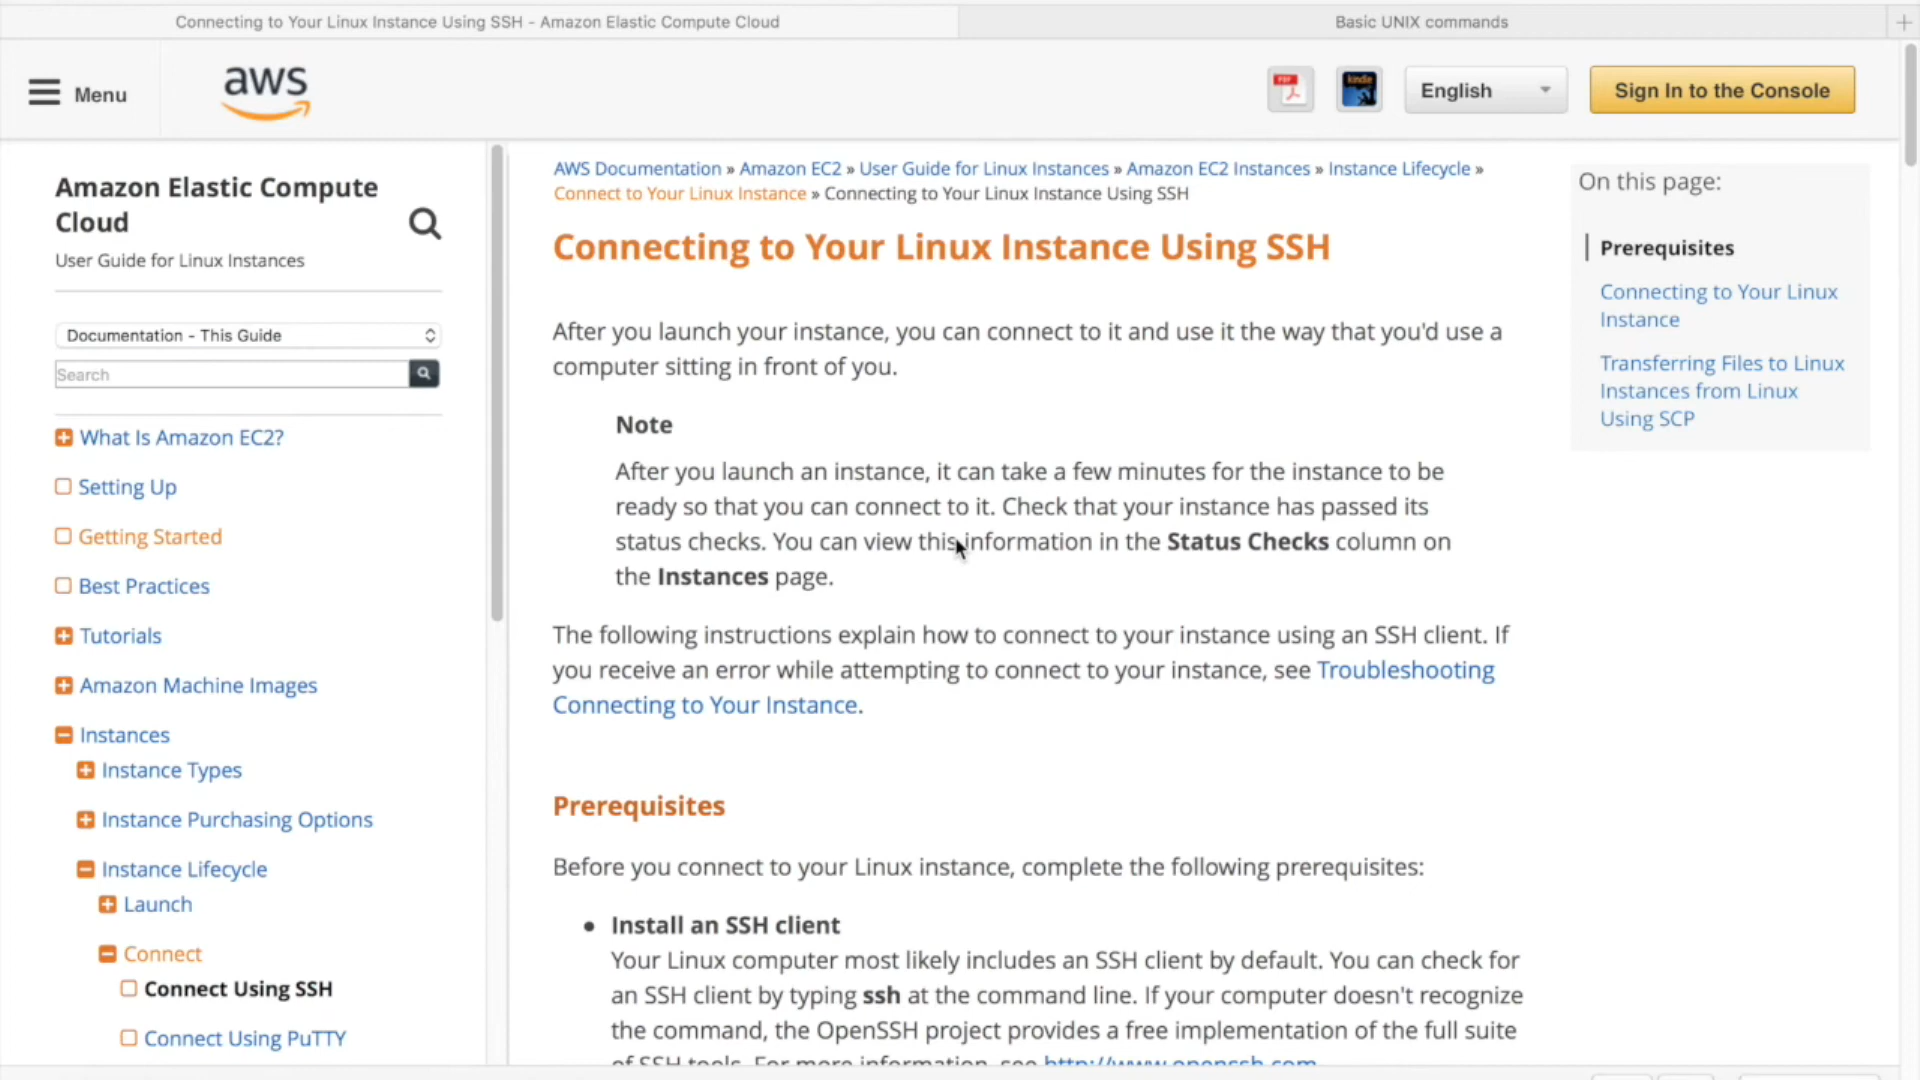 Connecting to Your Linux Instance Using SSH - Amazon Elastic Compute Cloud
Basic UNIX commands
Menu
aws
PDF
kindle
English
Sign In to the Console
Amazon Elastic Compute
Cloud
User Guide for Linux Instances
Documentation - This Guide
Search
What Is Amazon EC2?
Setting Up
Getting Started
Best Practices
Tutorials
Amazon Machine Images
Instances
Instance Types
Instance Purchasing Options
Instance Lifecycle
Launch
Connect
Connect Using SSH
Connect Using PuTTY
AWS Documentation » Amazon EC2 » User Guide for Linux Instances » Amazon EC2 Instances » Instance Lifecycle »
Connect to Your Linux Instance » Connecting to Your Linux Instance Using SSH
Connecting to Your Linux Instance Using SSH
After you launch your instance, you can connect to it and use it the way that you'd use a
computer sitting in front of you.
Note
After you launch an instance, it can take a few minutes for the instance to be
ready so that you can connect to it. Check that your instance has passed its
status checks. You can view this information in the Status Checks column on
the Instances page.
The following instructions explain how to connect to your instance using an SSH client. If
you receive an error while attempting to connect to your instance, see Troubleshooting
Connecting to Your Instance.
Prerequisites
Before you connect to your Linux instance, complete the following prerequisites:
• Install an SSH client
Your Linux computer most likely includes an SSH client by default. You can check for
an SSH client by typing ssh at the command line. If your computer doesn't recognize
the command, the OpenSSH project provides a free implementation of the full suite
of SSH tools. For more information, see http://www.openssh.com.
On this page:
Prerequisites
Connecting to Your Linux
Instance
Transferring Files to Linux
Instances from Linux
Using SCP